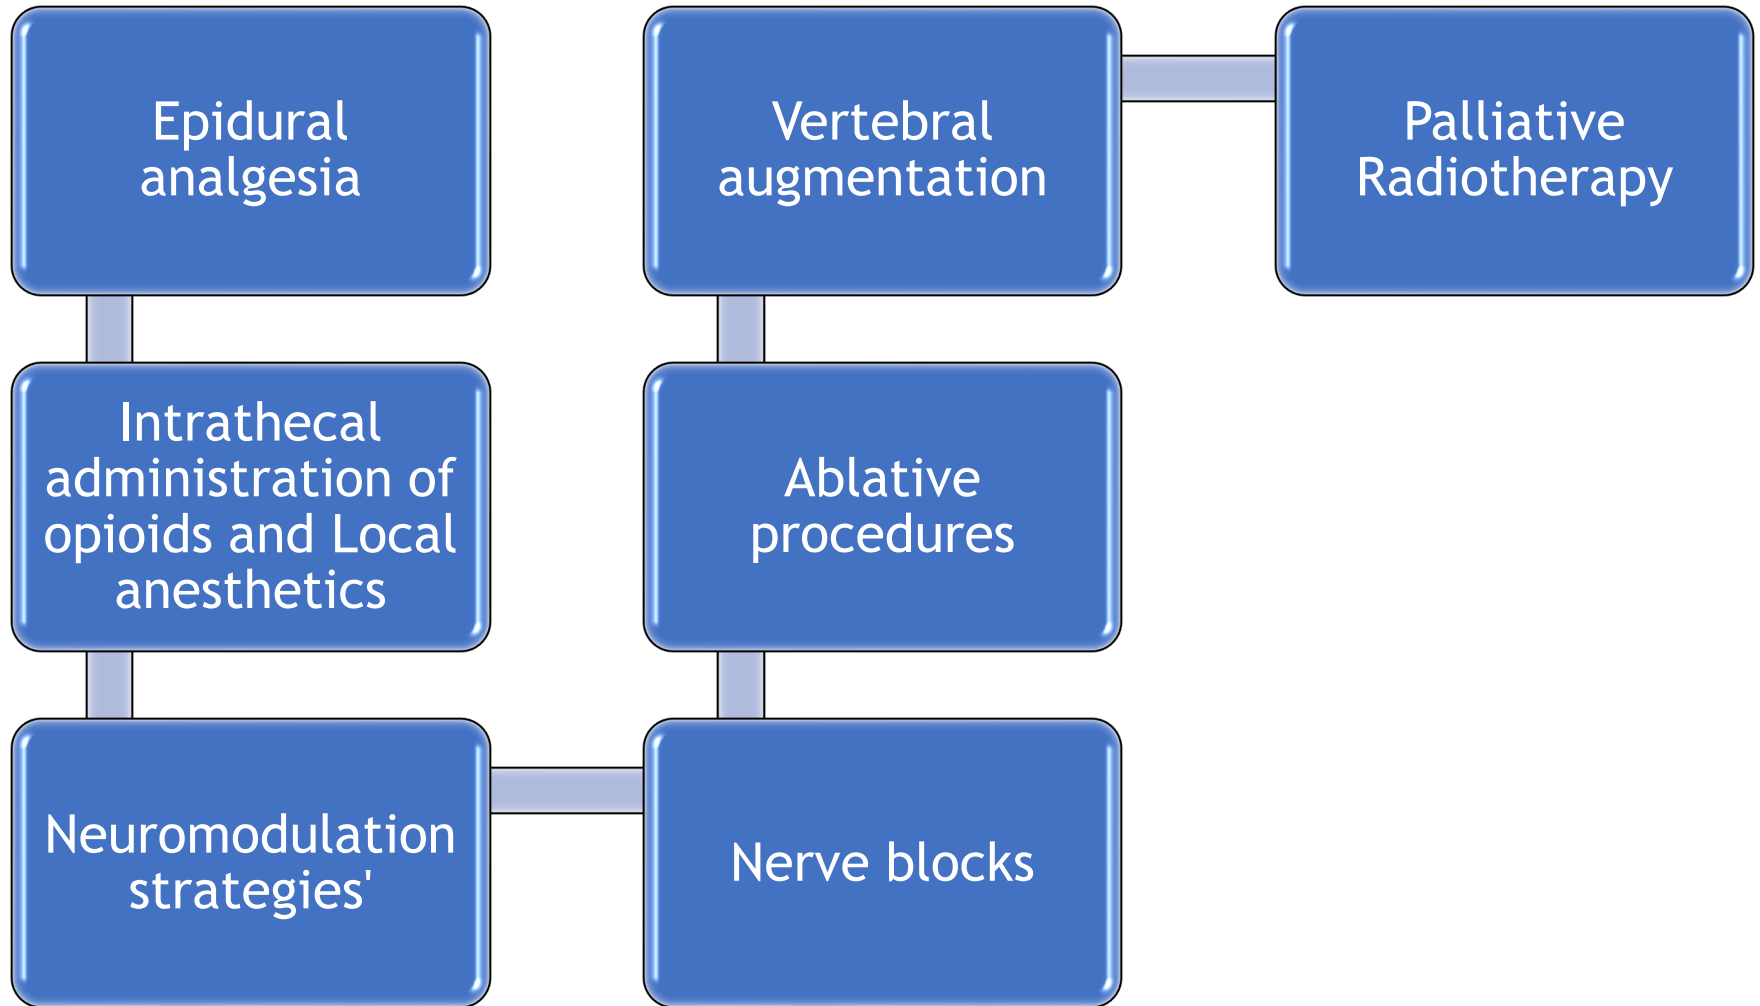 Epidural
analgesia
Intrathecal
administration of
opioids and Local
anesthetics
Neuromodulation
strategies'
Nerve blocks
Ablative
procedures
Vertebral
augmentation
Palliative
Radiotherapy